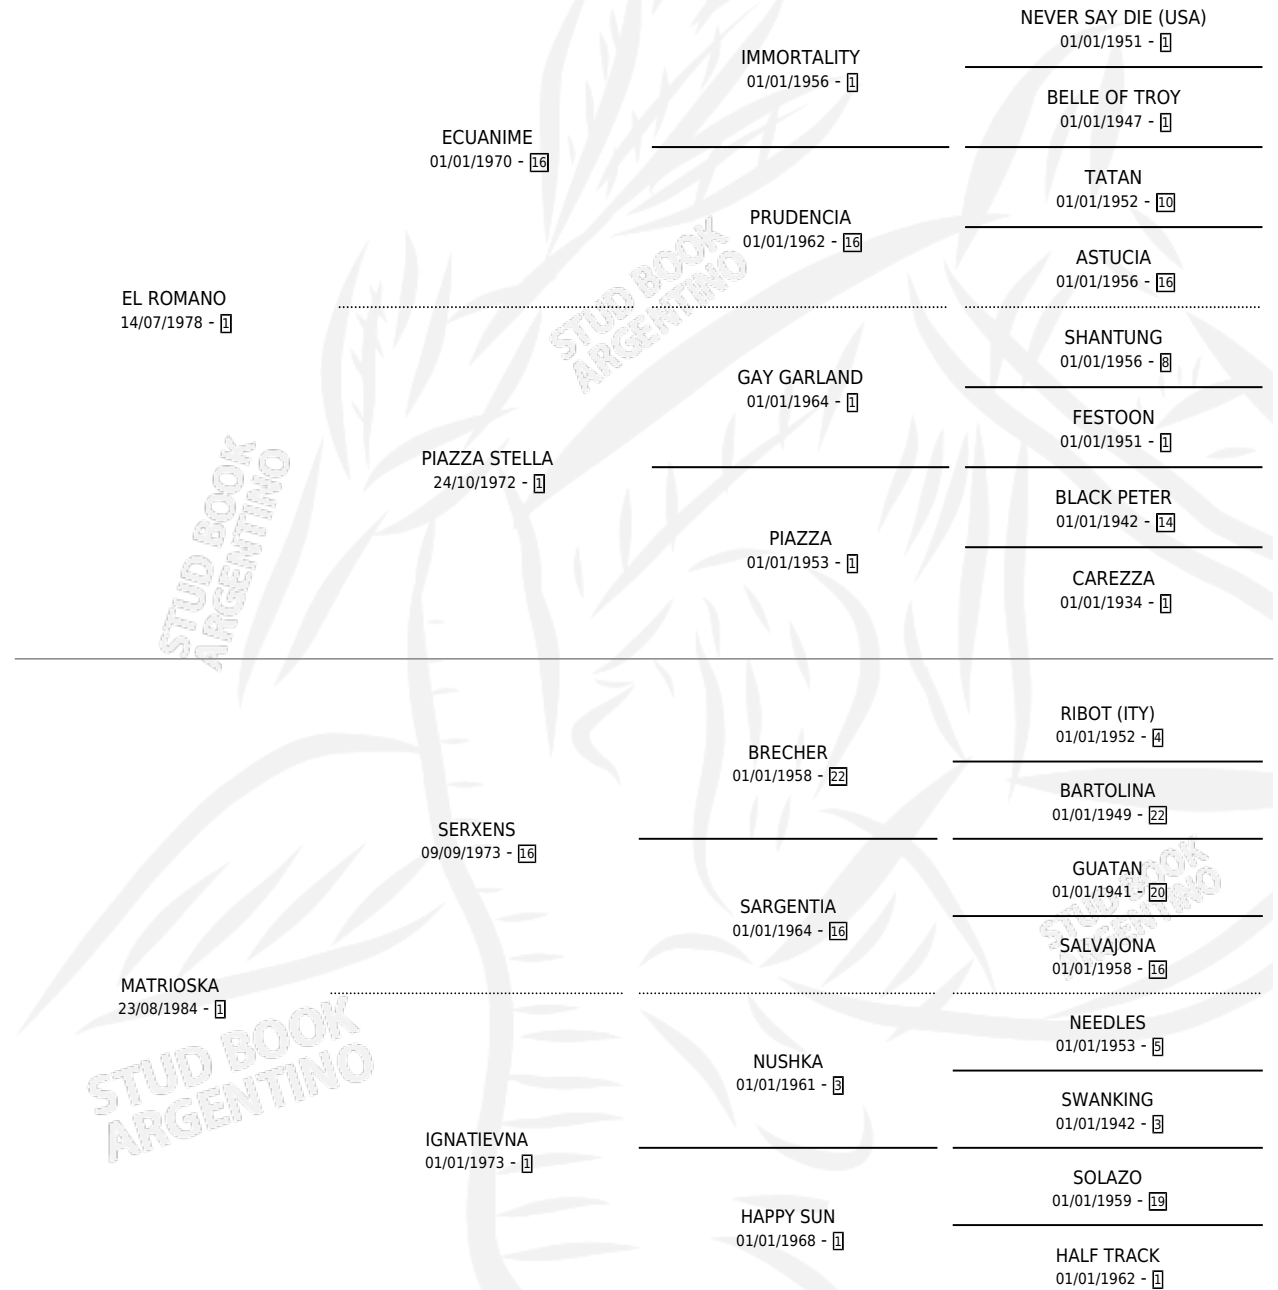 NEVER SAY DIE (USA)
01/01/1951 - 1
IMMORTALITY
01/01/1956 - 1
BELLE OF TROY
01/01/1947 - 1
ECUANIME
01/01/1970 - 16
TATAN
01/01/1952 - 10
PRUDENCIA
01/01/1962 - 16
ASTUCIA
01/01/1956 - 16
EL ROMANO
14/07/1978 - 1
SHANTUNG
01/01/1956 - 8
GAY GARLAND
01/01/1964 - 1
FESTOON
01/01/1951 - 1
PIAZZA STELLA
24/10/1972 - 1
BLACK PETER
01/01/1942 - 14
PIAZZA
01/01/1953 - 1
CAREZZA
01/01/1934 - 1
RIBOT (ITY)
01/01/1952 - 4
BRECHER
01/01/1958 - 22
BARTOLINA
01/01/1949 - 22
SERXENS
09/09/1973 - 16
GUATAN
01/01/1941 - 20
SARGENTIA
01/01/1964 - 16
SALVAJONA
01/01/1958 - 16
MATRIOSKA
23/08/1984 - 1
NEEDLES
01/01/1953 - 5
NUSHKA
01/01/1961 - 3
SWANKING
01/01/1942 - 3
IGNATIEVNA
01/01/1973 - 1
SOLAZO
01/01/1959 - 19
HAPPY SUN
01/01/1968 - 1
HALF TRACK
01/01/1962 - 1
STUD BOOK
ARGENTINO
STUD BOOK
ARGENTINO
STUD BOOK
ARGENTINO
STUD BOOK
ARGENTINO